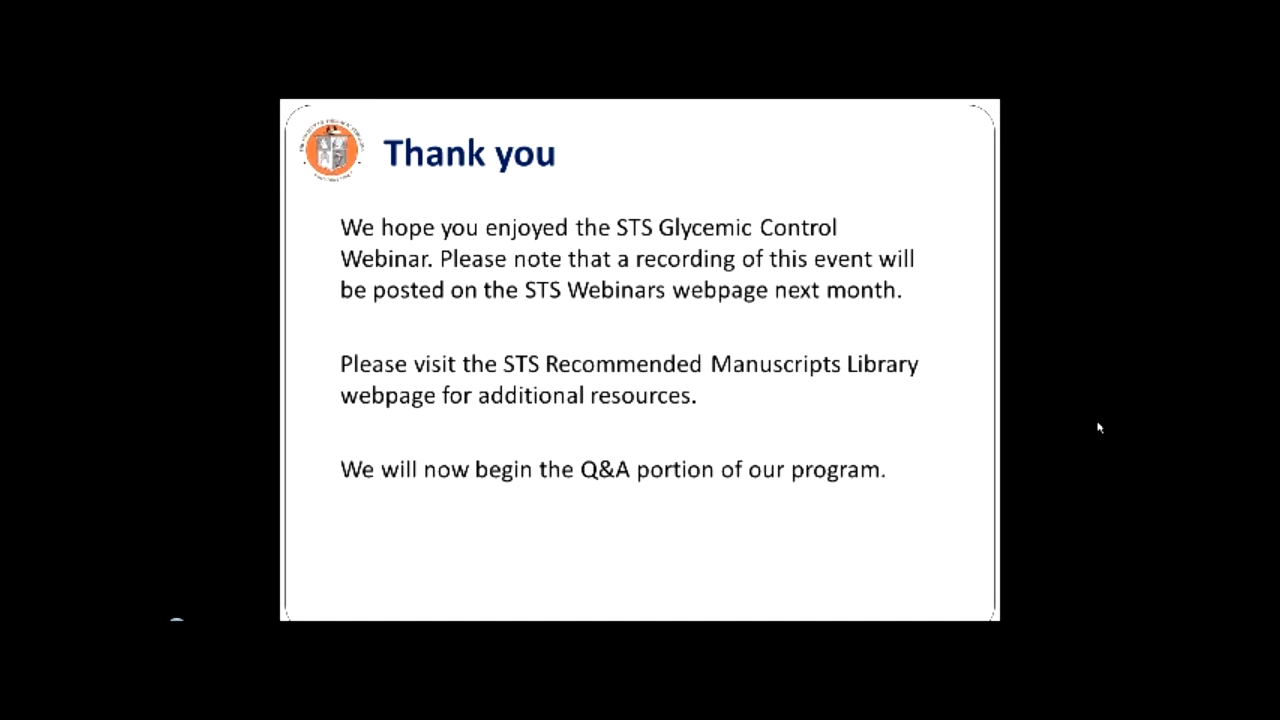 Thank you
We hope you enjoyed the STS Glycemic Control
Webinar. Please note that a recording of this event will
be posted on the STS Webinars webpage next month.
Please visit the STS Recommended Manuscripts Library
webpage for additional resources.
We will now begin the Q&A portion of our program.